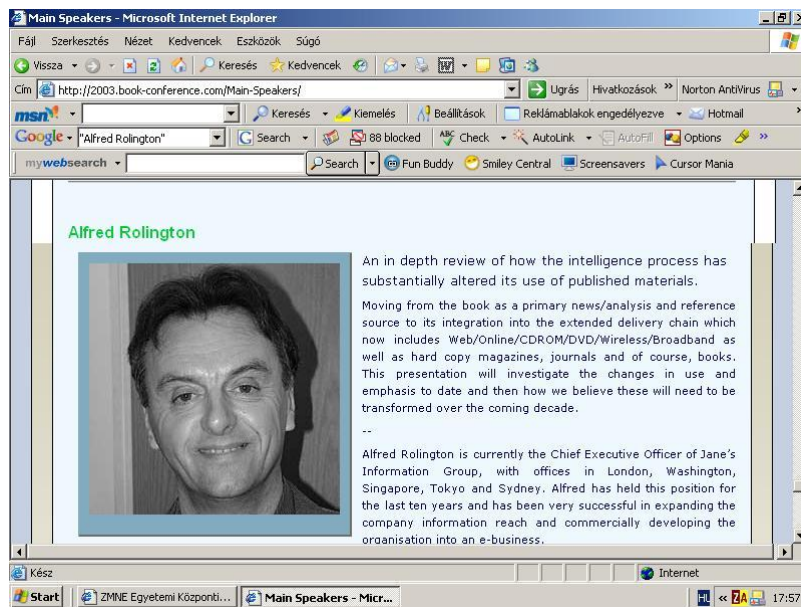 Main Speakers - Microsoft Internet Explorer
Fájl Szerkesztés Nézet Kedvencek Eszközök Súgó
Vissza Keresés Kedvencek
Cím http://2003.book-conference.com/Main-Speakers/ Ugrás Hivatkozások » Norton AntiVirus
msn Keresés Kiemelés Beállítások Reklámablakok engedélyezve Hotmail
Google "Alfred Rolington" G Search 88 blocked ABC Check AutoLink AutoFill Options »
mywebsearch Search Fun Buddy Smiley Central Screensavers Cursor Mania
Alfred Rolington
An in depth review of how the intelligence process has
substantially altered its use of published materials.
Moving from the book as a primary news/analysis and reference
source to its integration into the extended delivery chain which
now includes Web/Online/CDROM/DVD/Wireless/Broadband as
well as hard copy magazines, journals and of course, books.
This presentation will investigate the changes in use and
emphasis to date and then how we believe these will need to be
transformed over the coming decade.
--
Alfred Rolington is currently the Chief Executive Officer of Jane's
Information Group, with offices in London, Washington,
Singapore, Tokyo and Sydney. Alfred has held this position for
the last ten years and has been very successful in expanding the
company information reach and commercially developing the
organisation into an e-business.
Kész Internet
Start ZMNE Egyetemi Központi... Main Speakers - Micr... HU « ZA 17:57